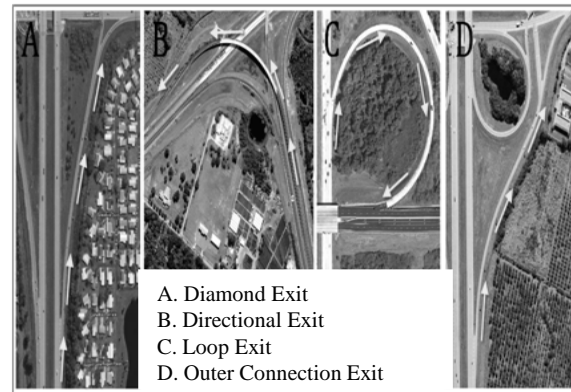 A
B
C
D
A. Diamond Exit
B. Directional Exit
C. Loop Exit
D. Outer Connection Exit